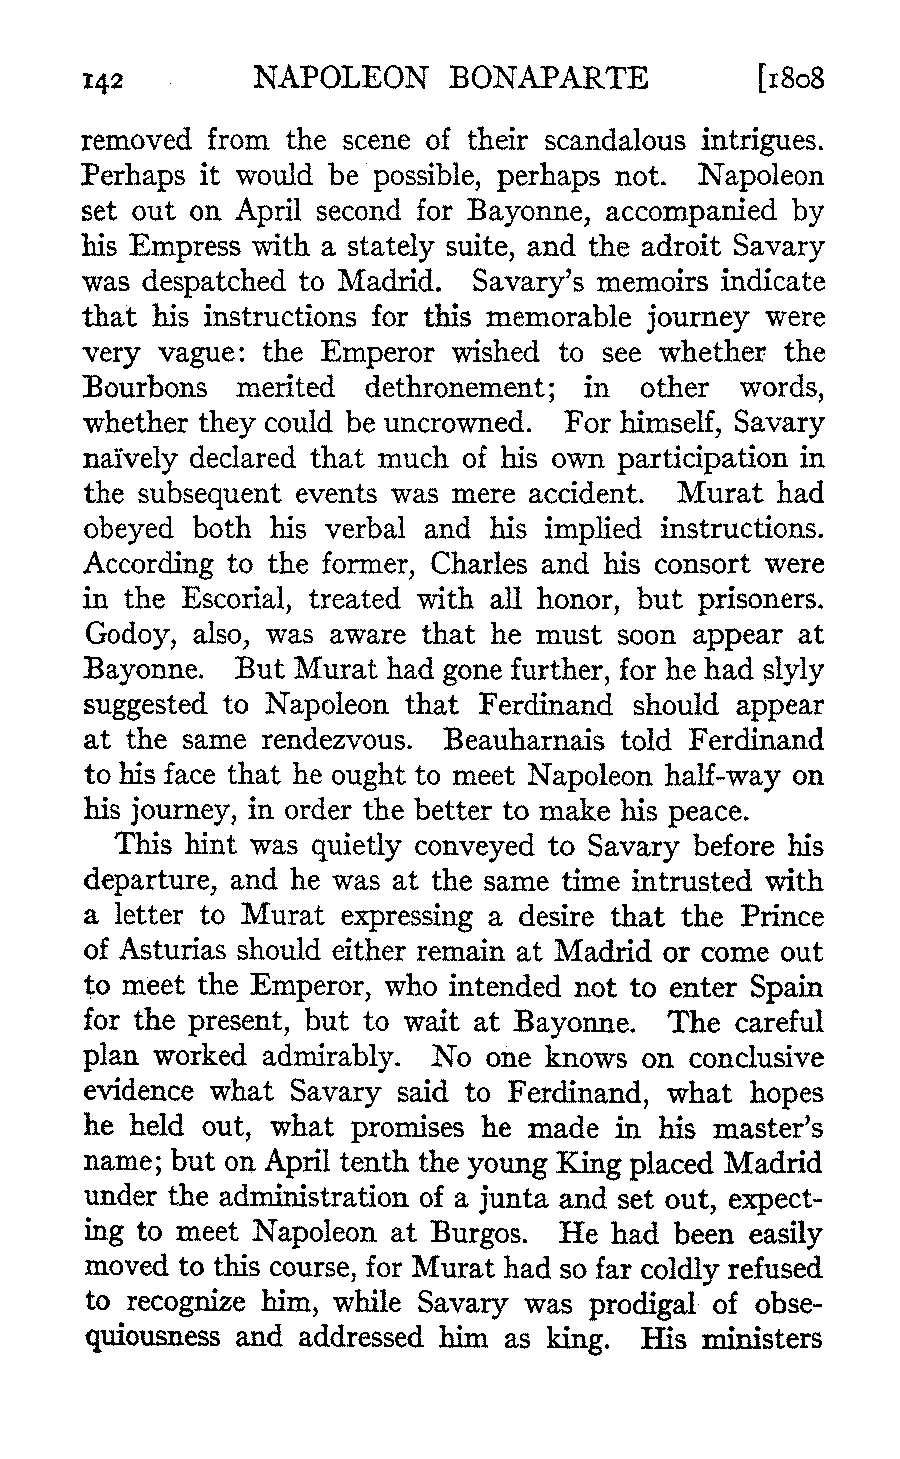 142 NAPOLEON BONAPARTE [1808
removed from the scene of their scandalous intrigues.
Perhaps it would be possible, perhaps not. Napoleon
set out on April second for Bayonne, accompanied by
his Empress with a stately suite, and the adroit Savary
was despatched to Madrid. Savary's memoirs indicate
that his instructions for this memorable journey were
very vague: the Emperor wished to see whether the
Bourbons merited dethronement; in other words,
whether they could be uncrowned. For himself, Savary
naïvely declared that much of his own participation in
the subsequent events was mere accident. Murat had
obeyed both his verbal and his implied instructions.
According to the former, Charles and his consort were
in the Escorial, treated with all honor, but prisoners.
Godoy, also, was aware that he must soon appear at
Bayonne. But Murat had gone further, for he had slyly
suggested to Napoleon that Ferdinand should appear
at the same rendezvous. Beauharnais told Ferdinand
to his face that he ought to meet Napoleon half-way on
his journey, in order the better to make his peace.
This hint was quietly conveyed to Savary before his
departure, and he was at the same time intrusted with
a letter to Murat expressing a desire that the Prince
of Asturias should either remain at Madrid or come out
to meet the Emperor, who intended not to enter Spain
for the present, but to wait at Bayonne. The careful
plan worked admirably. No one knows on conclusive
evidence what Savary said to Ferdinand, what hopes
he held out, what promises he made in his master's
name; but on April tenth the young King placed Madrid
under the administration of a junta and set out, expect-
ing to meet Napoleon at Burgos. He had been easily
moved to this course, for Murat had so far coldly refused
to recognize him, while Savary was prodigal of obse-
quiousness and addressed him as king. His ministers